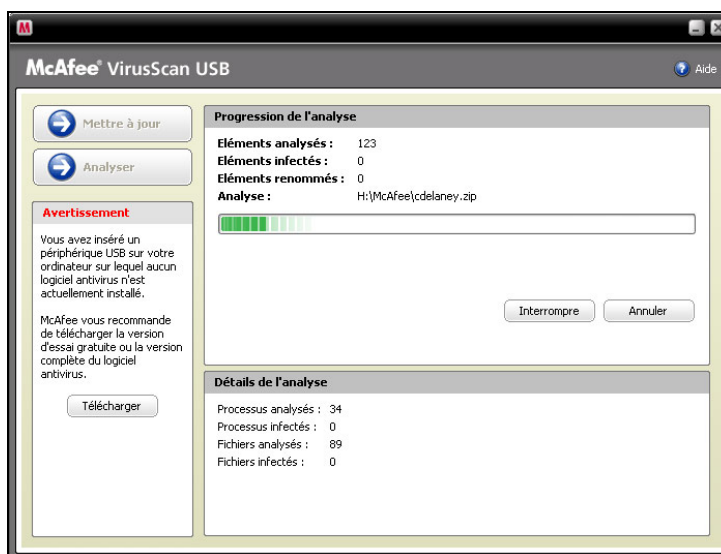 McAfee® VirusScan USB
Aide
Mettre à jour
Analyser
Avertissement
Vous avez inséré un
périphérique USB sur votre
ordinateur sur lequel aucun
logiciel antivirus n'est
actuellement installé.
McAfee vous recommande
de télécharger la version
d'essai gratuite ou la version
complète du logiciel
antivirus.
Télécharger
Progression de l'analyse
Eléments analysés : 123
Eléments infectés : 0
Eléments renommés : 0
Analyse : H:\McAfee\cdelaney.zip
Interrompre Annuler
Détails de l'analyse
Processus analysés : 34
Processus infectés : 0
Fichiers analysés : 89
Fichiers infectés : 0